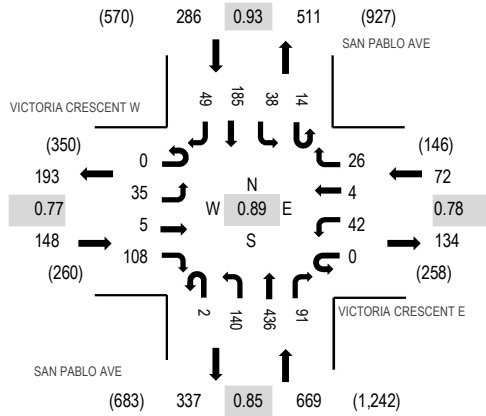 (570) 286 0.93 511 (927)
SAN PABLO AVE
VICTORIA CRESCENT W
49 185 38 14
(350) (146)
193 0 26 72
35 N 4
0.77 W 0.89 E 0.78
5 42
148 S 134
108 0
(260) (258)
2 140 436 91
VICTORIA CRESCENT E
SAN PABLO AVE
(683) 337 0.85 669 (1,242)